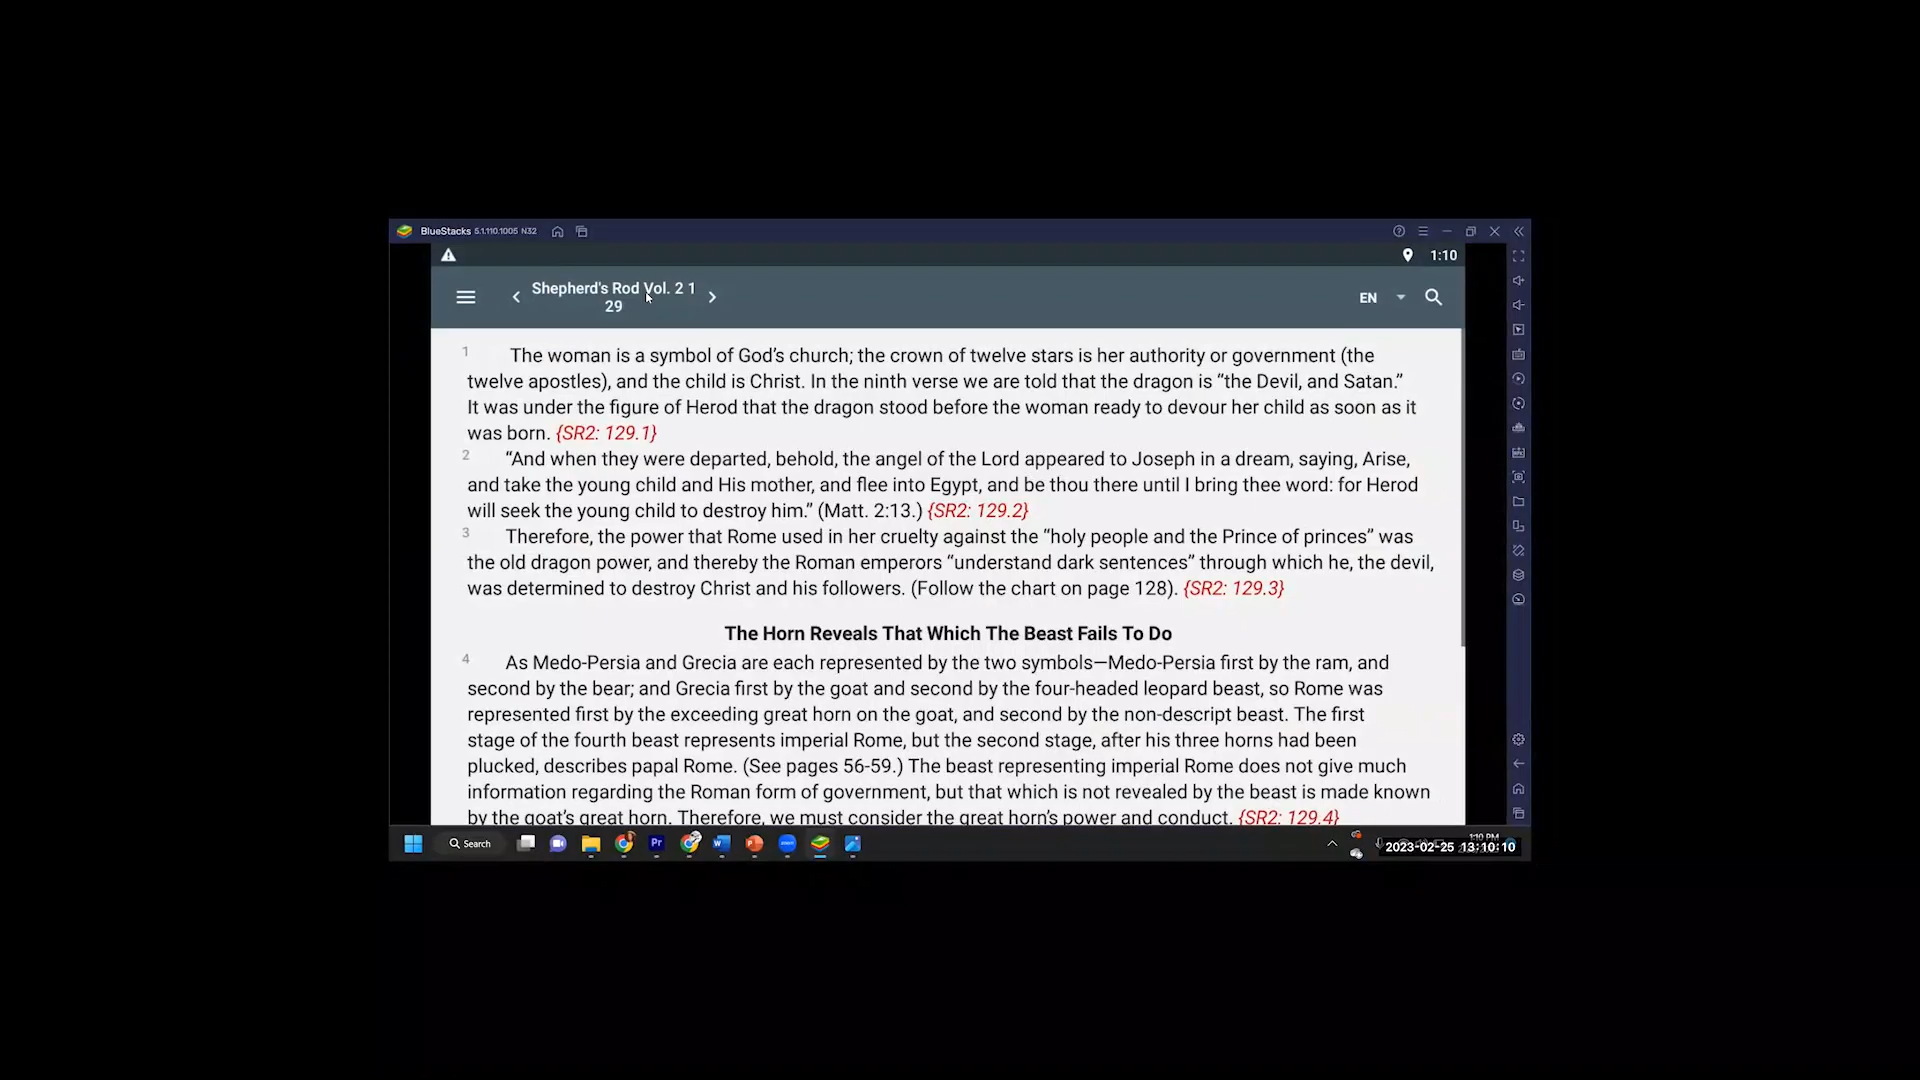 BlueStacks 5.1.110.1005 N32
1:10
Shepherd's Rod Vol. 2 1
29
EN
1 The woman is a symbol of God's church; the crown of twelve stars is her authority or government (the
twelve apostles), and the child is Christ. In the ninth verse we are told that the dragon is “the Devil, and Satan.”
It was under the figure of Herod that the dragon stood before the woman ready to devour her child as soon as it
was born. {SR2: 129.1}
2 “And when they were departed, behold, the angel of the Lord appeared to Joseph in a dream, saying, Arise,
and take the young child and His mother, and flee into Egypt, and be thou there until I bring thee word: for Herod
will seek the young child to destroy him.” (Matt. 2:13.) {SR2: 129.2}
3 Therefore, the power that Rome used in her cruelty against the “holy people and the Prince of princes” was
the old dragon power, and thereby the Roman emperors “understand dark sentences” through which he, the devil,
was determined to destroy Christ and his followers. (Follow the chart on page 128). {SR2: 129.3}
The Horn Reveals That Which The Beast Fails To Do
4 As Medo-Persia and Grecia are each represented by the two symbols—Medo-Persia first by the ram, and
second by the bear; and Grecia first by the goat and second by the four-headed leopard beast, so Rome was
represented first by the exceeding great horn on the goat, and second by the non-descript beast. The first
stage of the fourth beast represents imperial Rome, but the second stage, after his three horns had been
plucked, describes papal Rome. (See pages 56-59.) The beast representing imperial Rome does not give much
information regarding the Roman form of government, but that which is not revealed by the beast is made known
by the goat's great horn. Therefore, we must consider the great horn's power and conduct. {SR2: 129.4}
Search
Pr
1:10 PM
2023-02-25 13:10:10